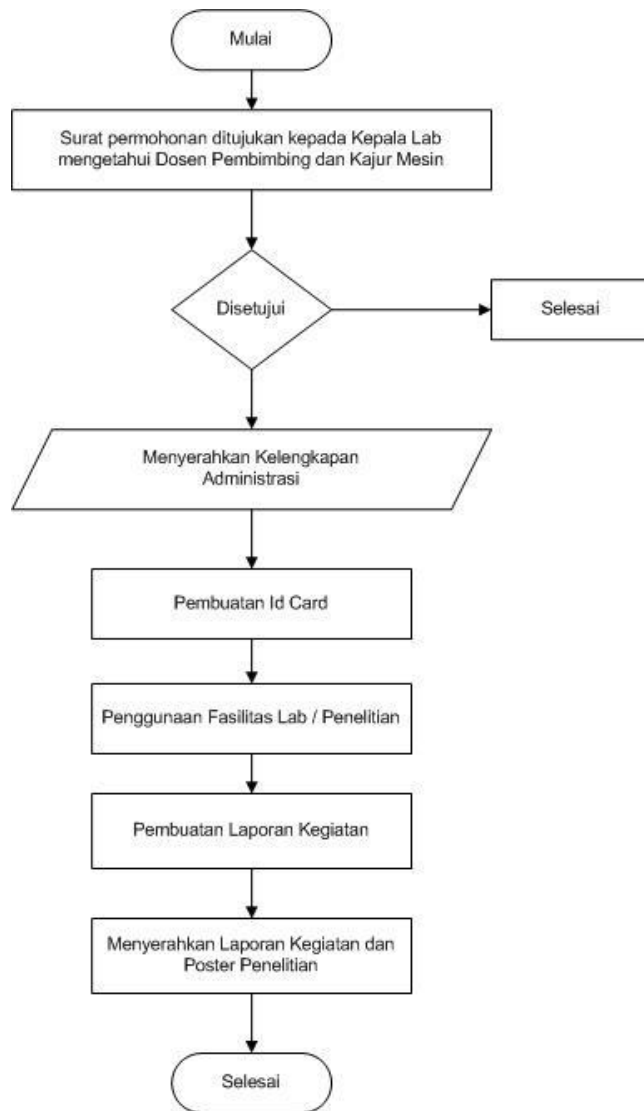 Mulai
Surat permohonan ditujukan kepada Kepala Lab
mengetahui Dosen Pembimbing dan Kajur Mesin
Disetujui
Selesai
Menyerahkan Kelengkapan
Administrasi
Pembuatan Id Card
Penggunaan Fasilitas Lab / Penelitian
Pembuatan Laporan Kegiatan
Menyerahkan Laporan Kegiatan dan
Poster Penelitian
Selesai